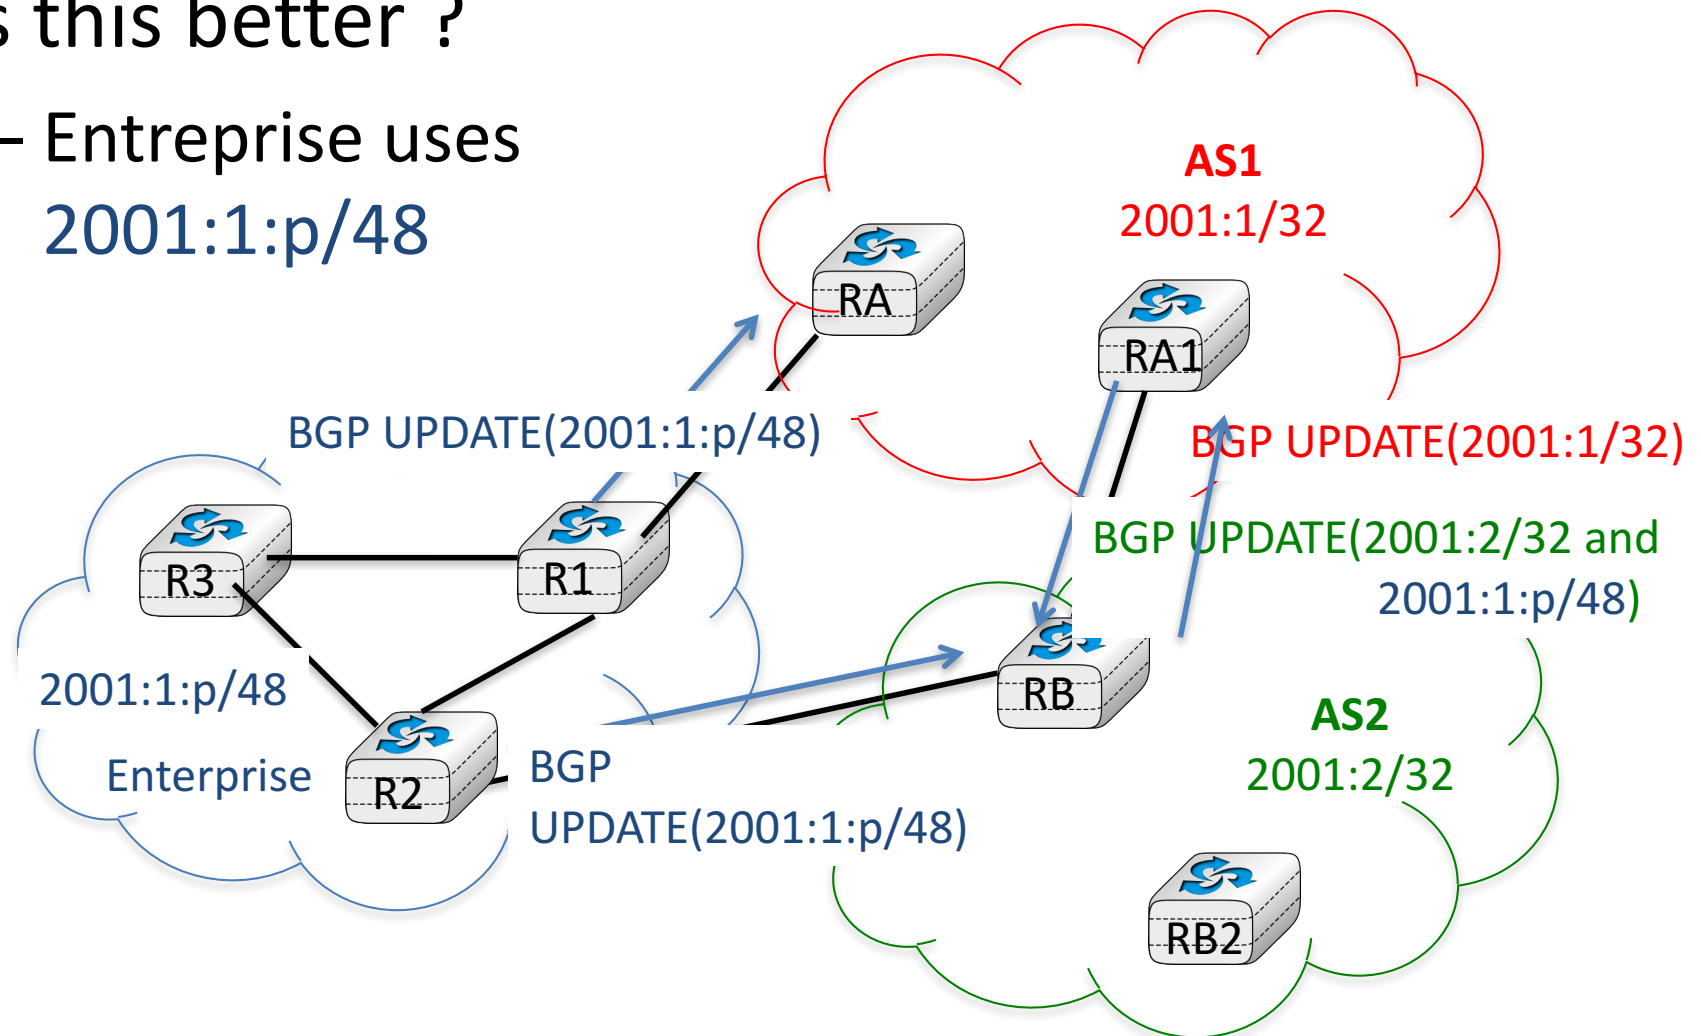 s this better ?
– Entreprise uses
2001:1:p/48
AS1
2001:1/32
RA
RA1
BGP UPDATE(2001:1:p/48)
BGP UPDATE(2001:1/32)
BGP UPDATE(2001:2/32 and
2001:1:p/48)
R3
R1
2001:1:p/48
RB
AS2
2001:2/32
Enterprise
R2
BGP
UPDATE(2001:1:p/48)
RB2